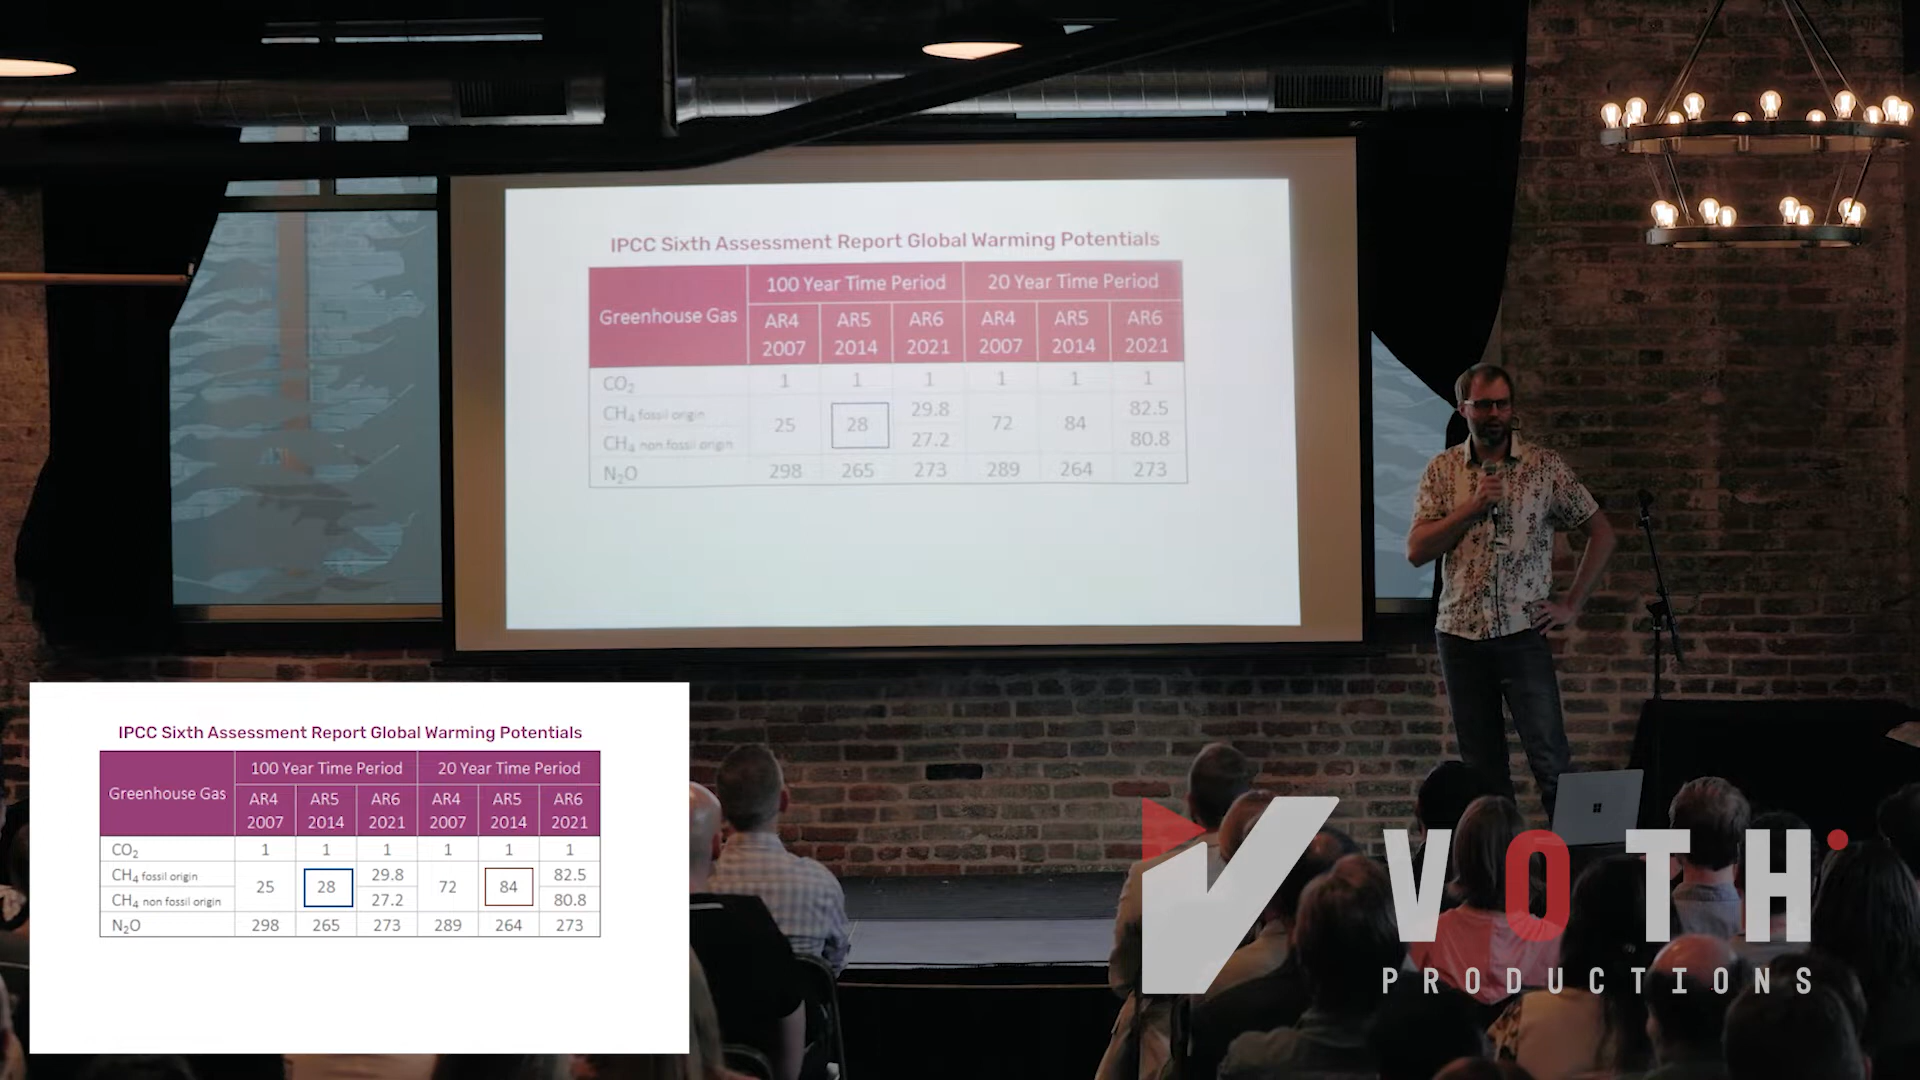 IPCC Sixth Assessment Report Global Warming Potentials
Greenhouse Gas 100 Year Time Period 20 Year Time Period
AR4 AR5 AR6 AR4 AR5 AR6
2007 2014 2021 2007 2014 2021
CO₂ 1 1 1 1 1 1
CH₄ fossil origin 25 28 29.8 72 84 82.5
CH₄ non fossil origin 27.2 80.8
N₂O 298 265 273 289 264 273
IPCC Sixth Assessment Report Global Warming Potentials
Greenhouse Gas 100 Year Time Period 20 Year Time Period
AR4 AR5 AR6 AR4 AR5 AR6
2007 2014 2021 2007 2014 2021
CO₂ 1 1 1 1 1 1
CH₄ fossil origin 25 28 29.8 72 84 82.5
CH₄ non fossil origin 27.2 80.8
N₂O 298 265 273 289 264 273
VOTH
PRODUCTIONS